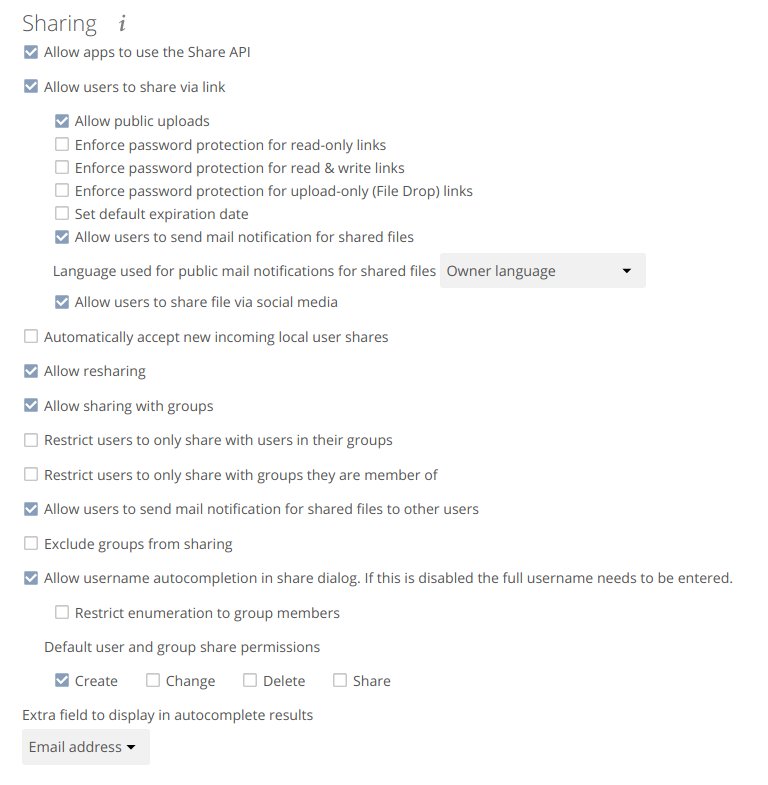 Sharing i
Allow apps to use the Share API
Allow users to share via link
Allow public uploads
Enforce password protection for read-only links
Enforce password protection for read & write links
Enforce password protection for upload-only (File Drop) links
Set default expiration date
Allow users to send mail notification for shared files
Language used for public mail notifications for shared files Owner language
Allow users to share file via social media
Automatically accept new incoming local user shares
Allow resharing
Allow sharing with groups
Restrict users to only share with users in their groups
Restrict users to only share with groups they are member of
Allow users to send mail notification for shared files to other users
Exclude groups from sharing
Allow username autocompletion in share dialog. If this is disabled the full username needs to be entered.
Restrict enumeration to group members
Default user and group share permissions
Create Change Delete Share
Extra field to display in autocomplete results
Email address